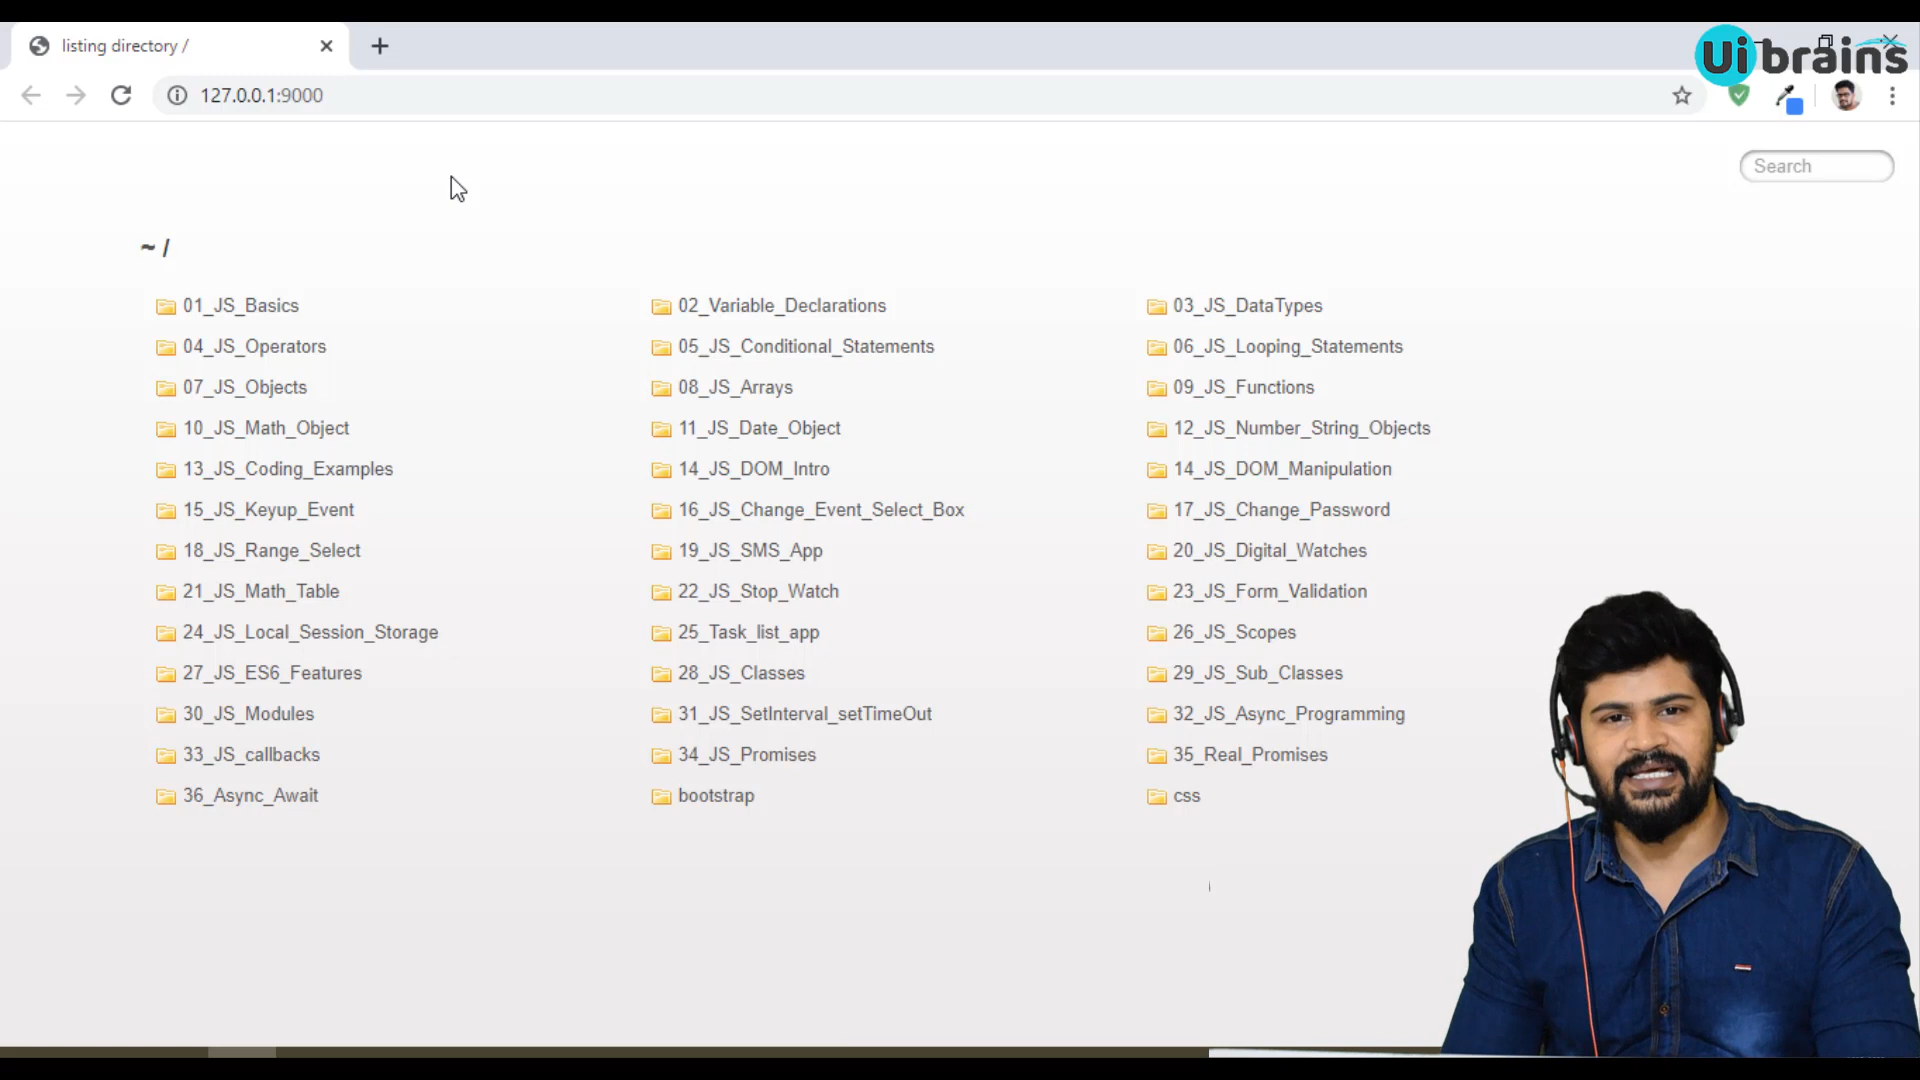 listing directory /
Ui brains
127.0.0.1:9000
Search
~ /
01_JS_Basics 02_Variable_Declarations 03_JS_DataTypes
04_JS_Operators 05_JS_Conditional_Statements 06_JS_Looping_Statements
07_JS_Objects 08_JS_Arrays 09_JS_Functions
10_JS_Math_Object 11_JS_Date_Object 12_JS_Number_String_Objects
13_JS_Coding_Examples 14_JS_DOM_Intro 14_JS_DOM_Manipulation
15_JS_Keyup_Event 16_JS_Change_Event_Select_Box 17_JS_Change_Password
18_JS_Range_Select 19_JS_SMS_App 20_JS_Digital_Watches
21_JS_Math_Table 22_JS_Stop_Watch 23_JS_Form_Validation
24_JS_Local_Session_Storage 25_Task_list_app 26_JS_Scopes
27_JS_ES6_Features 28_JS_Classes 29_JS_Sub_Classes
30_JS_Modules 31_JS_SetInterval_setTimeOut 32_JS_Async_Programming
33_JS_callbacks 34_JS_Promises 35_Real_Promises
36_Async_Await bootstrap css